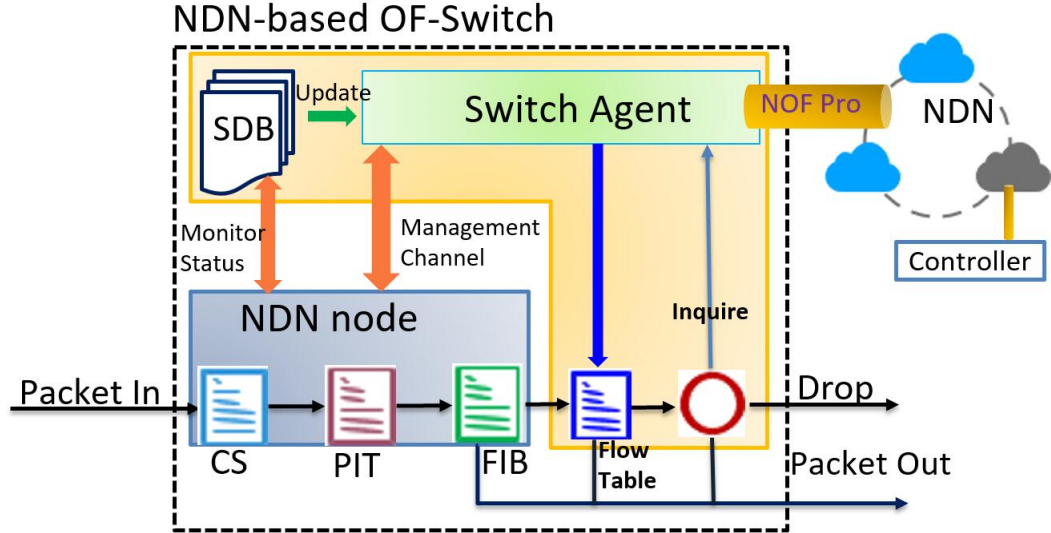 NDN-based OF-Switch
SDB
Update
Switch Agent
NOF Pro
NDN
Monitor
Status
Management
Channel
Controller
NDN node
Inquire
Packet In
Drop
CS
PIT
FIB
Flow
Table
Packet Out